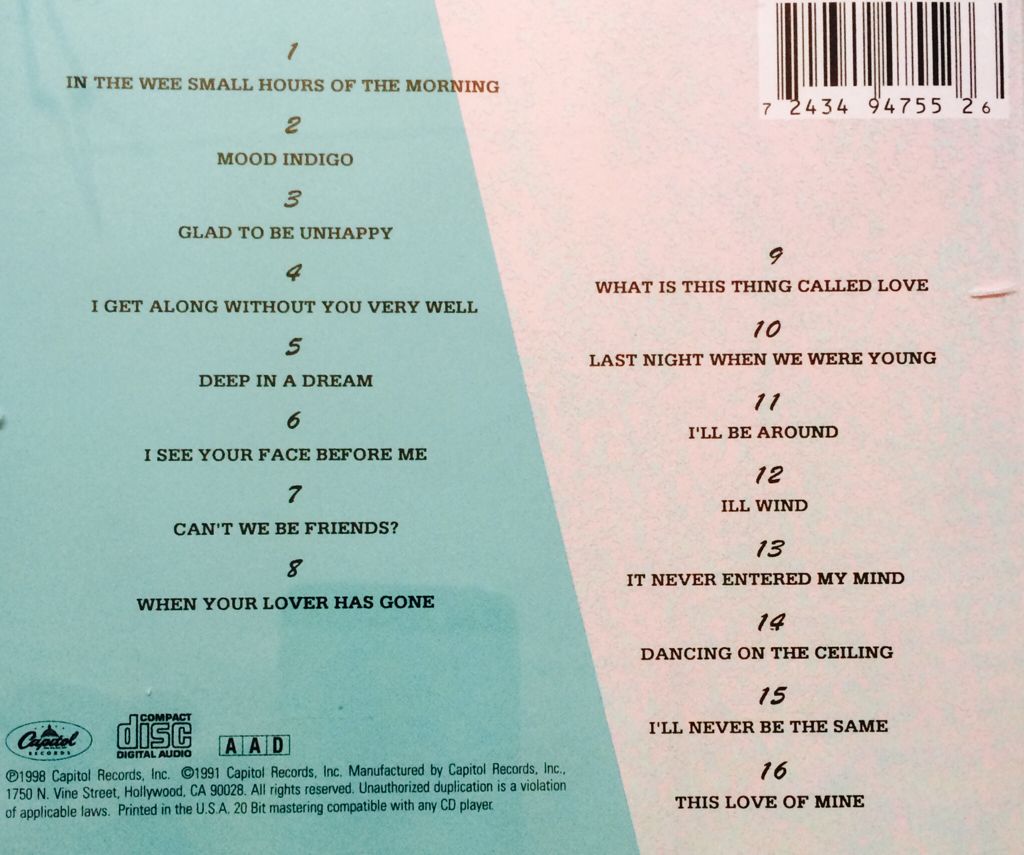 1
IN THE WEE SMALL HOURS OF THE MORNING
2
MOOD INDIGO
3
GLAD TO BE UNHAPPY
4
I GET ALONG WITHOUT YOU VERY WELL
5
DEEP IN A DREAM
6
I SEE YOUR FACE BEFORE ME
7
CAN'T WE BE FRIENDS?
8
WHEN YOUR LOVER HAS GONE
7 2434 94755 2 6
9
WHAT IS THIS THING CALLED LOVE
10
LAST NIGHT WHEN WE WERE YOUNG
11
I'LL BE AROUND
12
ILL WIND
13
IT NEVER ENTERED MY MIND
14
DANCING ON THE CEILING
15
I'LL NEVER BE THE SAME
16
THIS LOVE OF MINE
Capitol
RECORDS
COMPACT
disc
DIGITAL AUDIO
AAD
℗1998 Capitol Records, Inc. ©1991 Capitol Records, Inc. Manufactured by Capitol Records, Inc.,
1750 N. Vine Street, Hollywood, CA 90028. All rights reserved. Unauthorized duplication is a violation
of applicable laws. Printed in the U.S.A. 20 Bit mastering compatible with any CD player.